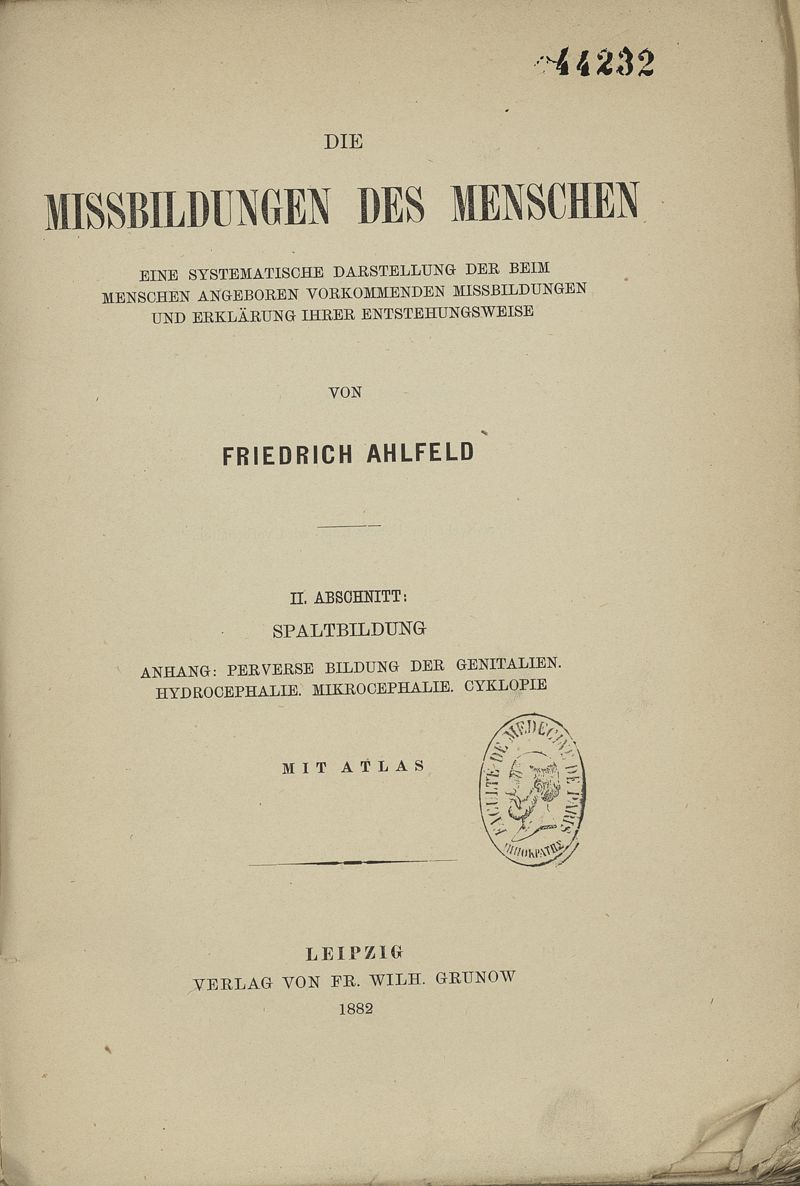 44232
DIE
MISSBILDUNGEN DES MENSCHEN
EINE SYSTEMATISCHE DARSTELLUNG DER BEIM
MENSCHEN ANGEBOREN VORKOMMENDEN MISSBILDUNGEN
UND ERKLÄRUNG IHRER ENTSTEHUNGSWEISE
VON
FRIEDRICH AHLFELD
II. ABSCHNITT:
SPALTBILDUNG
ANHANG: PERVERSE BILDUNG DER GENITALIEN.
HYDROCEPHALIE. MIKROCEPHALIE. CYKLOPIE
MIT ATLAS
FACULTE DE MEDECINE DE PARIS
LEIPZIG
VERLAG VON FR. WILH. GRUNOW
1882